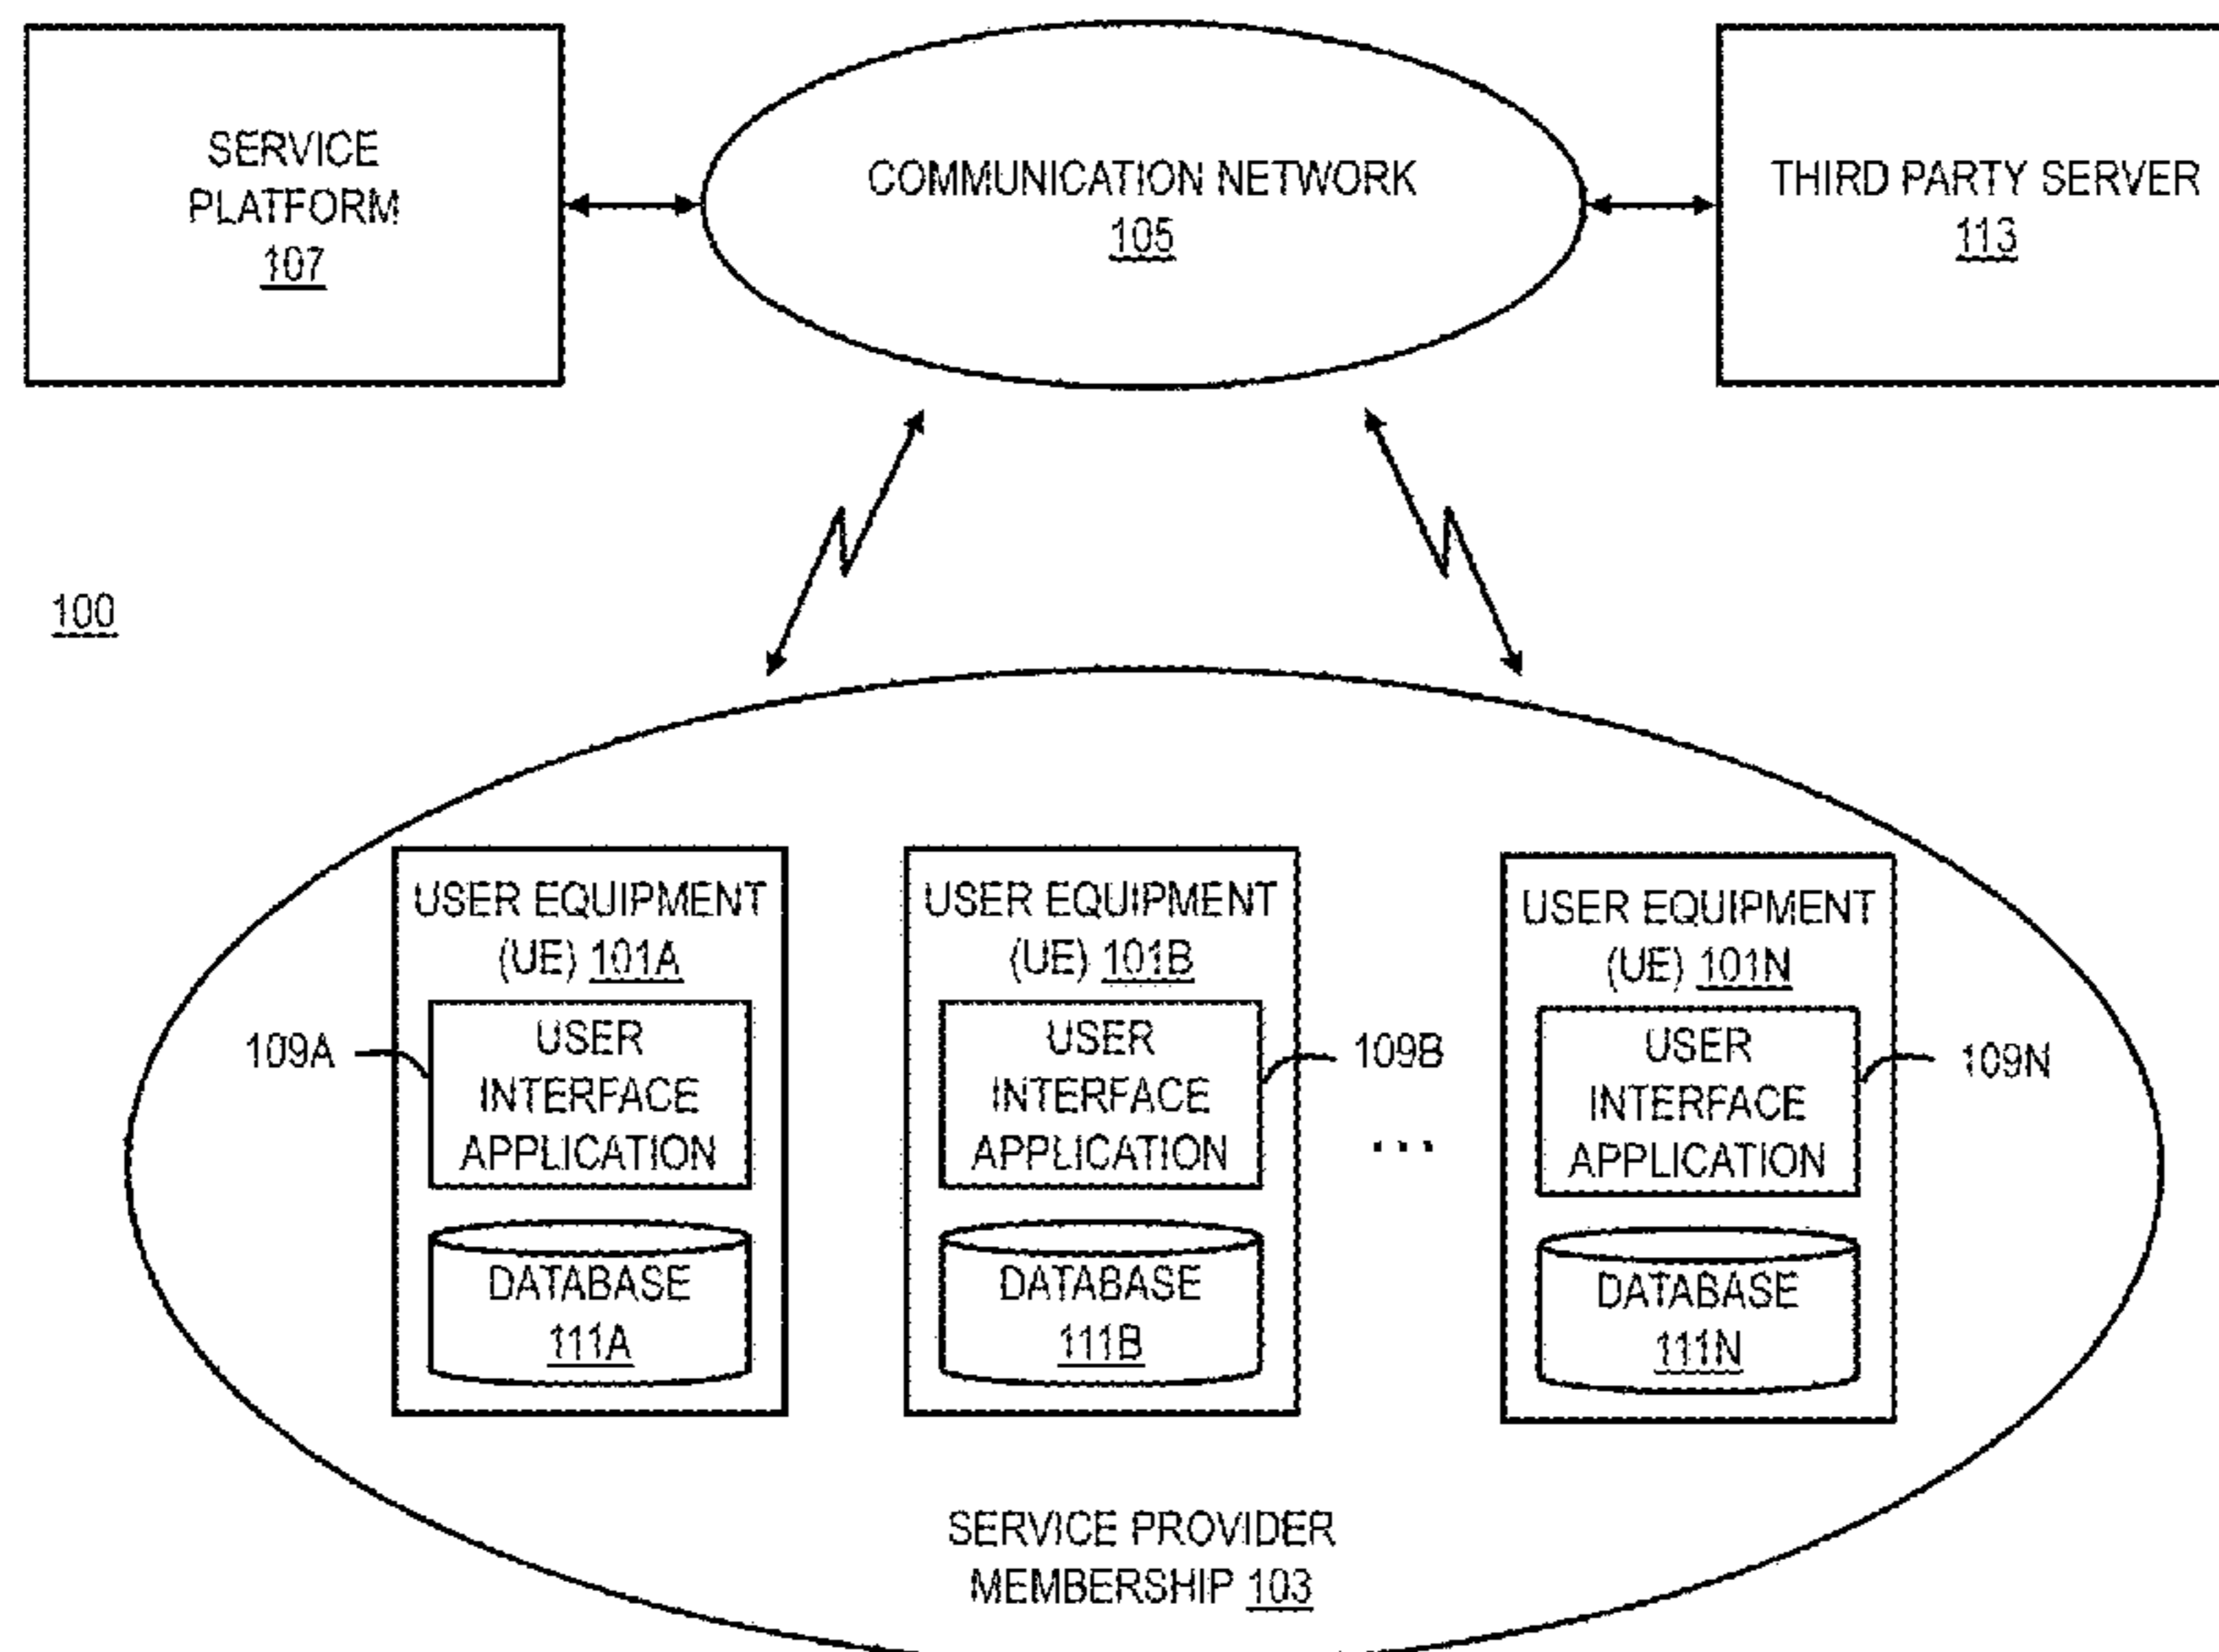 SERVICE
PLATFORM
107
COMMUNICATION NETWORK
105
THIRD PARTY SERVER
113
100
USER EQUIPMENT
(UE) 101A
USER
INTERFACE
APPLICATION
109A
DATABASE
111A
USER EQUIPMENT
(UE) 101B
USER
INTERFACE
APPLICATION
109B
DATABASE
111B
...
USER EQUIPMENT
(UE) 101N
USER
INTERFACE
APPLICATION
109N
DATABASE
111N
SERVICE PROVIDER
MEMBERSHIP 103